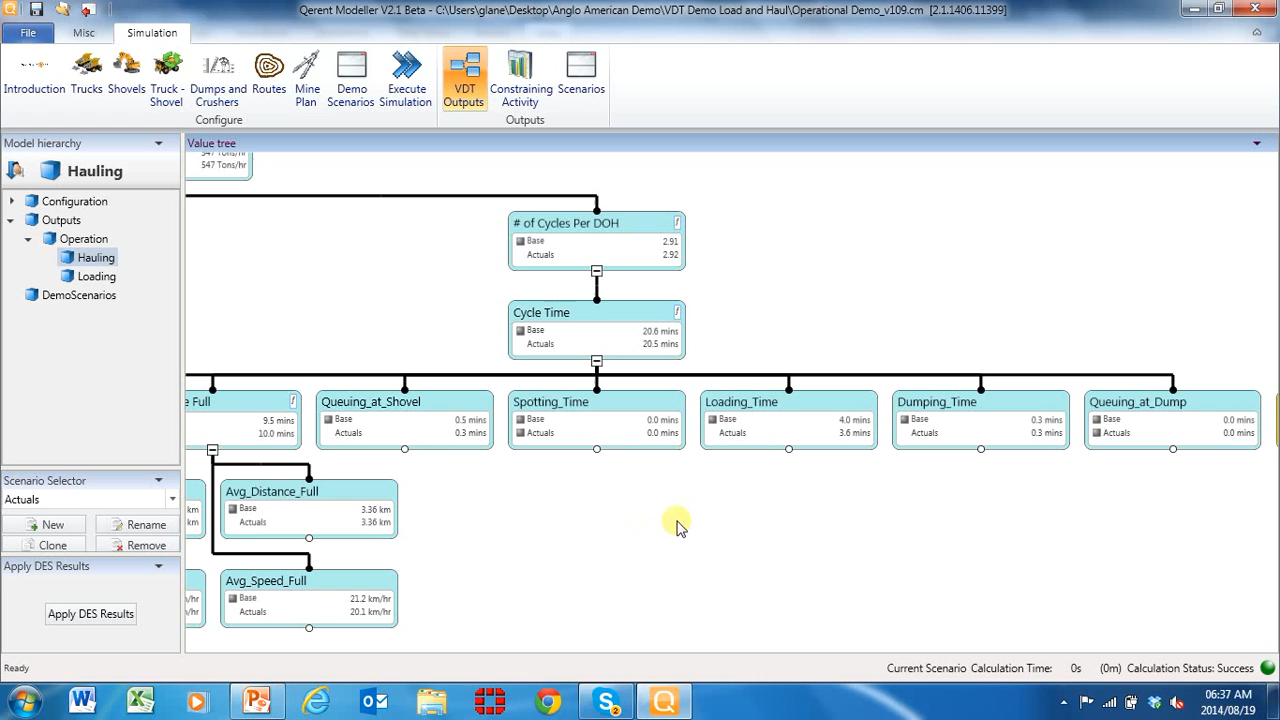 Qerent Modeller V2.1 Beta - C:\Users\glane\Desktop\Anglo American Demo\VDT Demo Load and Haul\Operational Demo_v109.cm [2.1.1406.11399]
File Misc Simulation
Introduction Trucks Shovels Truck - Shovel Dumps and Crushers Routes Mine Plan Demo Scenarios Execute Simulation VDT Outputs Constraining Activity Scenarios
Configure Outputs
Model hierarchy
Hauling
Configuration
Outputs
Operation
Hauling
Loading
DemoScenarios
Scenario Selector
Actuals
New Rename
Clone Remove
Apply DES Results
Apply DES Results
Value tree
547 Tons/hr
547 Tons/hr
# of Cycles Per DOH
Base 2.91
Actuals 2.92
Cycle Time
Base 20.6 mins
Actuals 20.5 mins
e Full
9.5 mins
10.0 mins
Queuing_at_Shovel
Base 0.5 mins
Actuals 0.3 mins
Spotting_Time
Base 0.0 mins
Actuals 0.0 mins
Loading_Time
Base 4.0 mins
Actuals 3.6 mins
Dumping_Time
Base 0.3 mins
Actuals 0.3 mins
Queuing_at_Dump
Base 0.0 mins
Actuals 0.0 mins
km
km
Avg_Distance_Full
Base 3.36 km
Actuals 3.36 km
/hr
/hr
Avg_Speed_Full
Base 21.2 km/hr
Actuals 20.1 km/hr
Ready
Current Scenario Calculation Time: 0s (0m) Calculation Status: Success
06:37 AM
2014/08/19